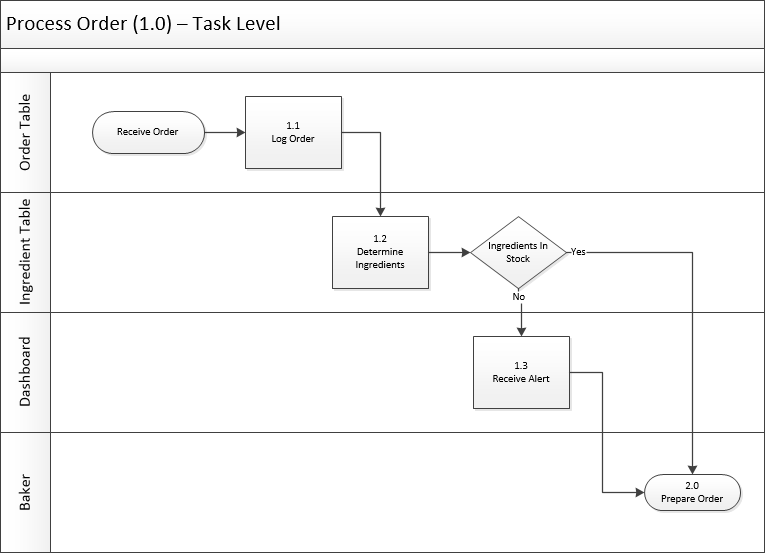 Process Order (1.0) – Task Level
Order Table
Receive Order
1.1
Log Order
Ingredient Table
1.2
Determine
Ingredients
Ingredients In
Stock
Yes
No
Dashboard
1.3
Receive Alert
Baker
2.0
Prepare Order